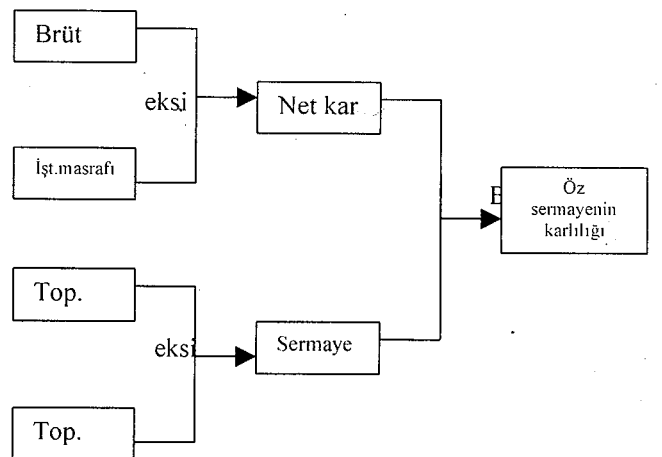 Brüt
eksi
Net kar
İşt.masrafı
Öz
sermayenin
karlılığı
Top.
eksi
Sermaye
Top.